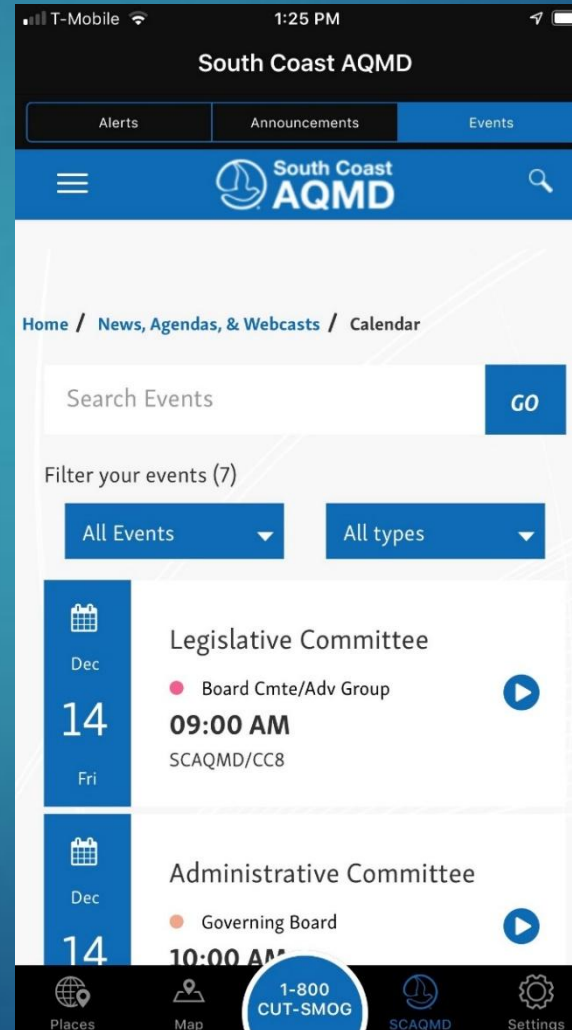 T-Mobile 1:25 PM
South Coast AQMD
Alerts Announcements Events
South Coast
AQMD
Home / News, Agendas, & Webcasts / Calendar
Search Events GO
Filter your events (7)
All Events All types
Dec
14
Fri
Legislative Committee
Board Cmte/Adv Group
09:00 AM
SCAQMD/CC8
Dec
14
Administrative Committee
Governing Board
10:00 AM
Places Map 1-800
CUT-SMOG
SCAQMD Settings